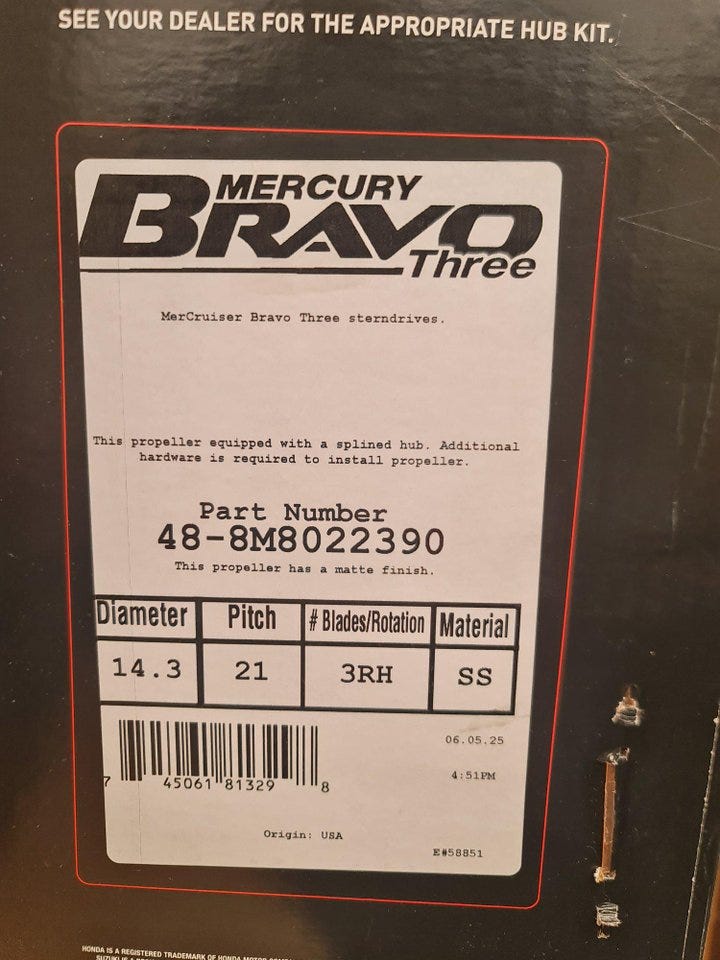 SEE YOUR DEALER FOR THE APPROPRIATE HUB KIT.
MERCURY
BRAVO
Three
MerCruiser Bravo Three sterndrives.
This propeller equipped with a splined hub. Additional
hardware is required to install propeller.
Part Number
48-8M8022390
This propeller has a matte finish.
Diameter Pitch # Blades/Rotation Material
14.3 21 3RH SS
06.05.25
7 45061 81329 8
4:51PM
Origin: USA
E#58851
HONDA IS A REGISTERED TRADEMARK OF HONDA MOTOR
SUZUKI IS A